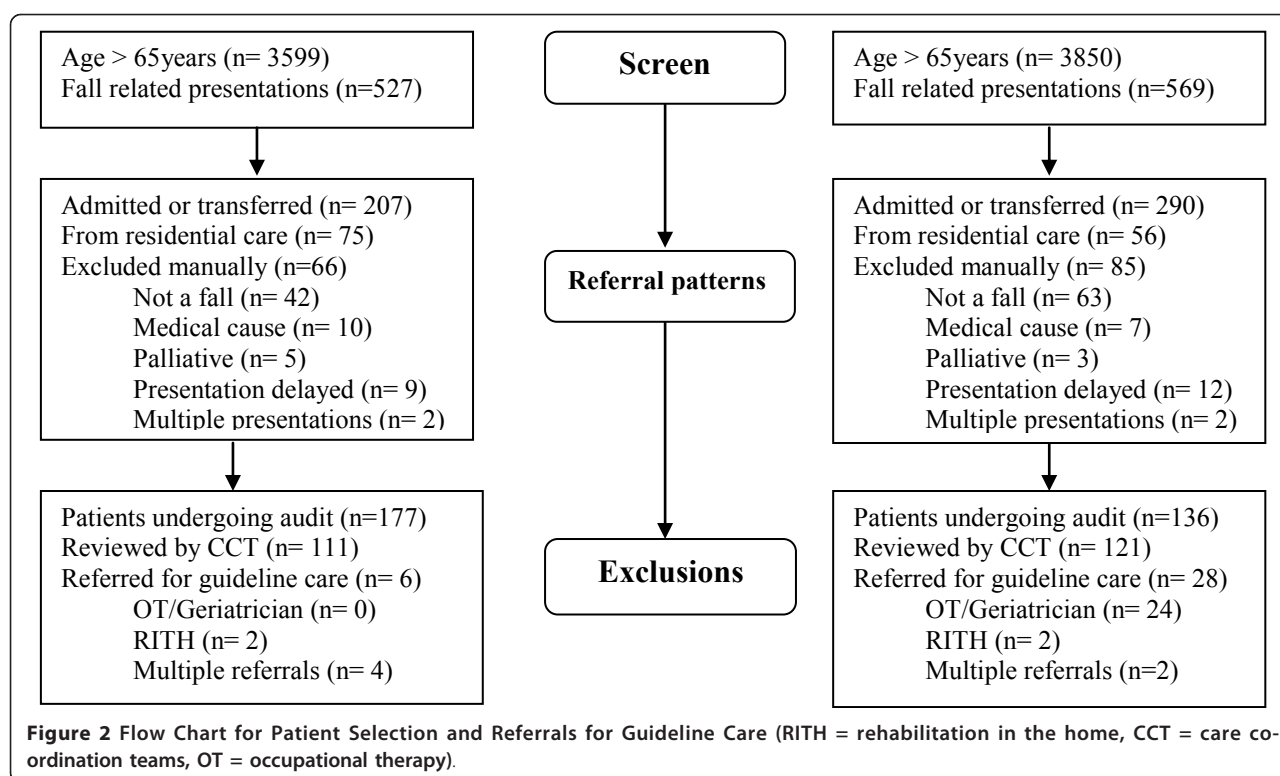 Age > 65years (n= 3599)
Fall related presentations (n=527)
Screen
Age > 65years (n= 3850)
Fall related presentations (n=569)
Admitted or transferred (n= 207)
From residential care (n= 75)
Excluded manually (n=66)
Not a fall (n= 42)
Medical cause (n= 10)
Palliative (n= 5)
Presentation delayed (n= 9)
Multiple presentations (n= 2)
Referral patterns
Admitted or transferred (n= 290)
From residential care (n= 56)
Excluded manually (n= 85)
Not a fall (n= 63)
Medical cause (n= 7)
Palliative (n= 3)
Presentation delayed (n= 12)
Multiple presentations (n= 2)
Patients undergoing audit (n=177)
Reviewed by CCT (n= 111)
Referred for guideline care (n= 6)
OT/Geriatrician (n= 0)
RITH (n= 2)
Multiple referrals (n= 4)
Exclusions
Patients undergoing audit (n=136)
Reviewed by CCT (n= 121)
Referred for guideline care (n= 28)
OT/Geriatrician (n= 24)
RITH (n= 2)
Multiple referrals (n=2)
Figure 2 Flow Chart for Patient Selection and Referrals for Guideline Care (RITH = rehabilitation in the home, CCT = care co-
ordination teams, OT = occupational therapy).